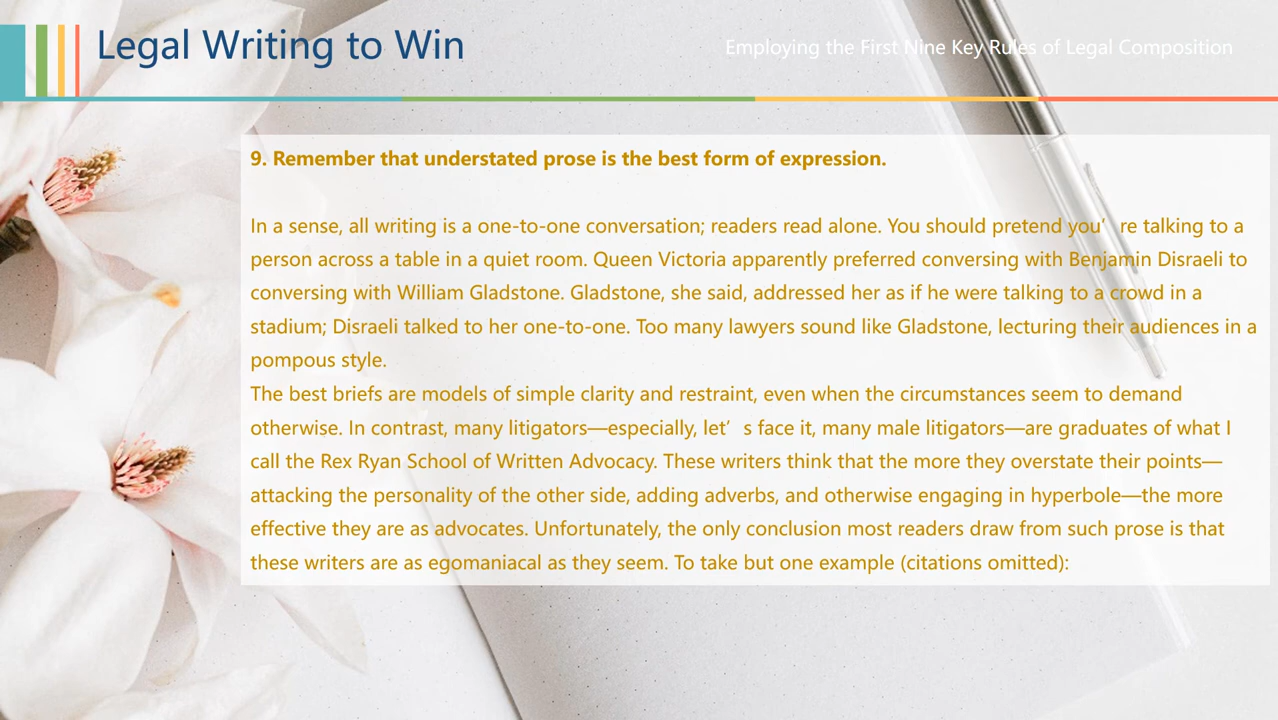 Legal Writing to Win
Employing the First Nine Key Rules of Legal Composition
9. Remember that understated prose is the best form of expression.
In a sense, all writing is a one-to-one conversation; readers read alone. You should pretend you’re talking to a
person across a table in a quiet room. Queen Victoria apparently preferred conversing with Benjamin Disraeli to
conversing with William Gladstone. Gladstone, she said, addressed her as if he were talking to a crowd in a
stadium; Disraeli talked to her one-to-one. Too many lawyers sound like Gladstone, lecturing their audiences in a
pompous style.
The best briefs are models of simple clarity and restraint, even when the circumstances seem to demand
otherwise. In contrast, many litigators—especially, let’s face it, many male litigators—are graduates of what I
call the Rex Ryan School of Written Advocacy. These writers think that the more they overstate their points—
attacking the personality of the other side, adding adverbs, and otherwise engaging in hyperbole—the more
effective they are as advocates. Unfortunately, the only conclusion most readers draw from such prose is that
these writers are as egomaniacal as they seem. To take but one example (citations omitted):